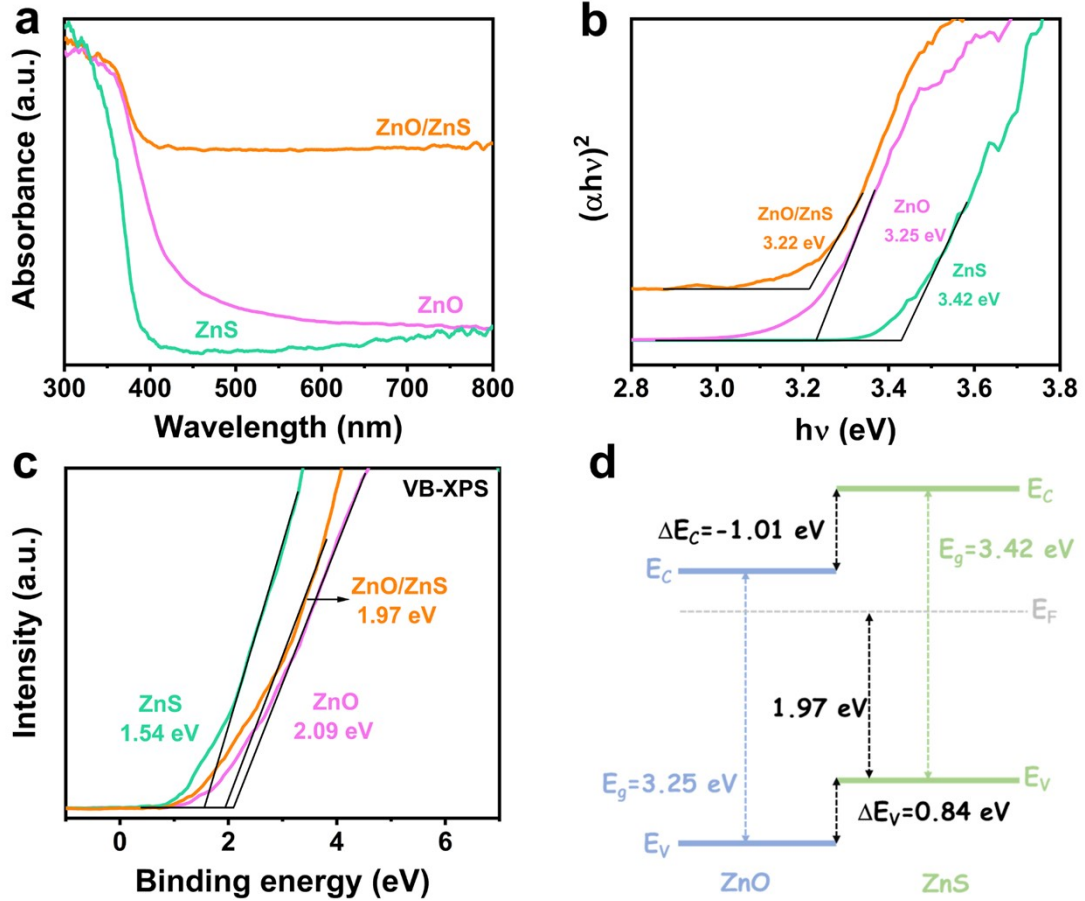 a
Absorbance (a.u.)
ZnO/ZnS
ZnO
ZnS
300 400 500 600 700 800
Wavelength (nm)
b
(αhν)²
ZnO/ZnS
3.22 eV
ZnO
3.25 eV
ZnS
3.42 eV
2.8 3.0 3.2 3.4 3.6 3.8
hν (eV)
c
VB-XPS
Intensity (a.u.)
ZnO/ZnS
1.97 eV
ZnS
1.54 eV
ZnO
2.09 eV
0 2 4 6
Binding energy (eV)
d
E_C
ΔE_C=-1.01 eV
E_g=3.42 eV
E_C
E_F
1.97 eV
E_g=3.25 eV
E_V
ΔE_V=0.84 eV
E_V
ZnO
ZnS